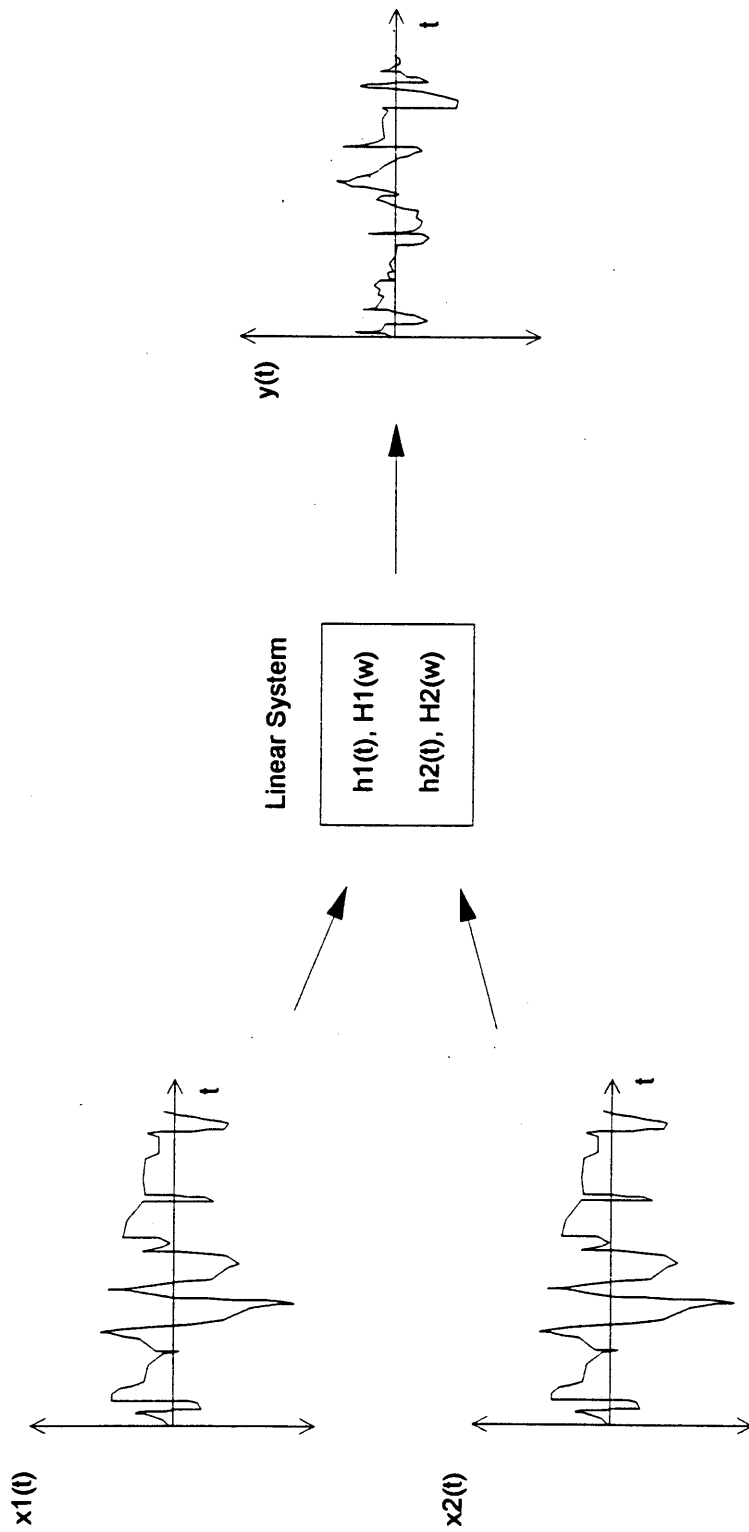 x1(t)
t
x2(t)
t
Linear System
h1(t), H1(w)
h2(t), H2(w)
y(t)
t